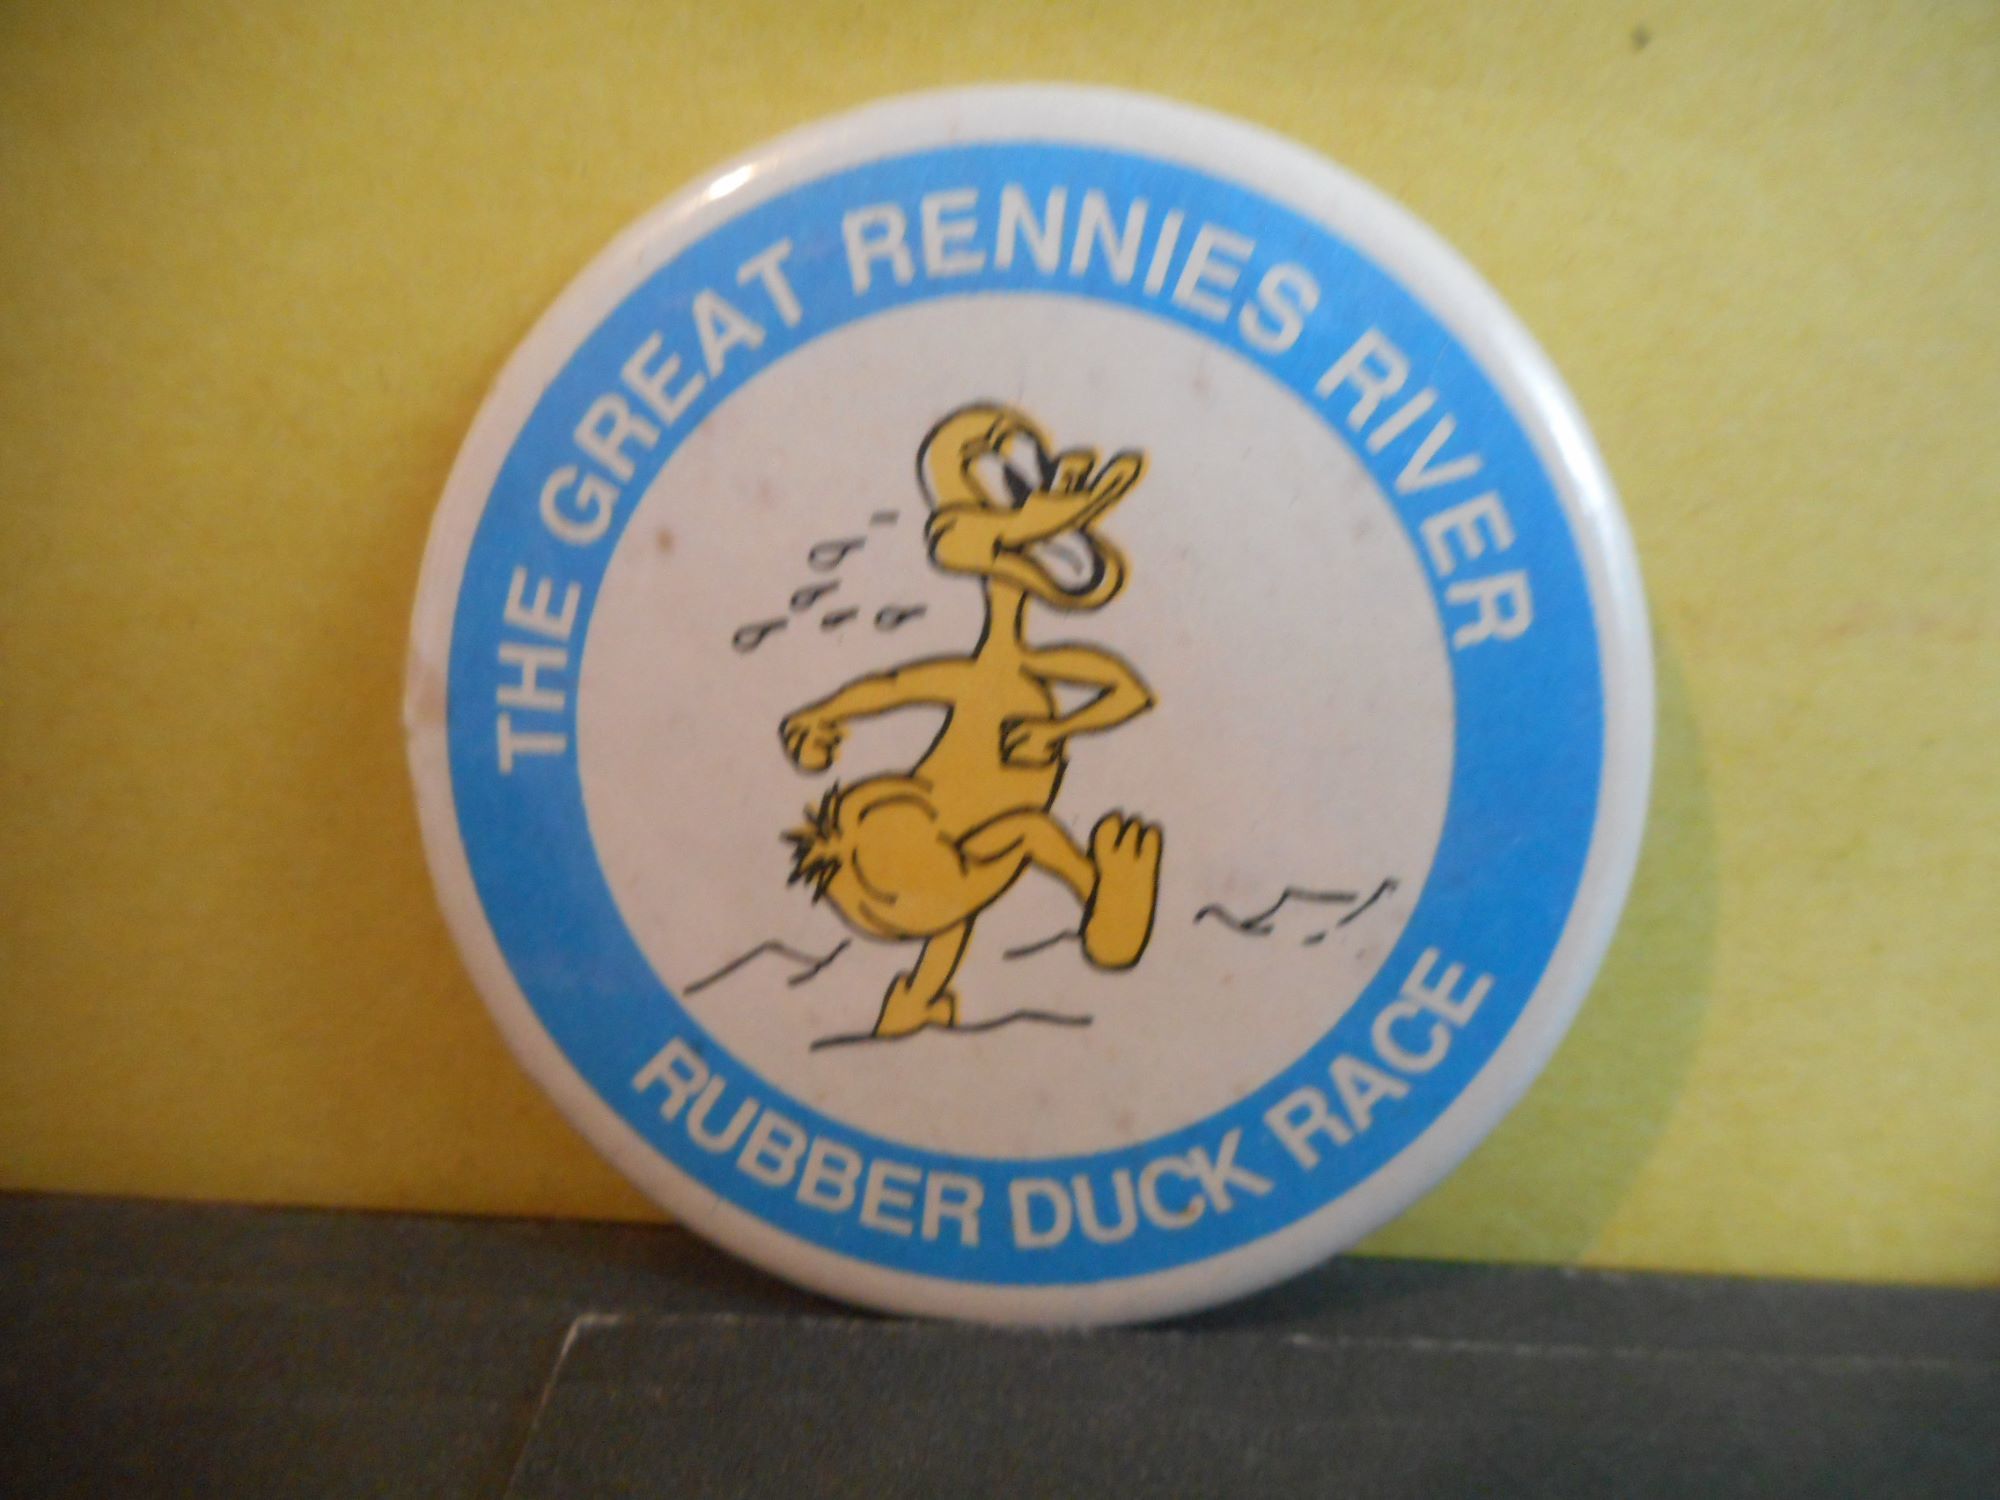 THE GREAT RENNIES RIVER
RUBBER DUCK RACE